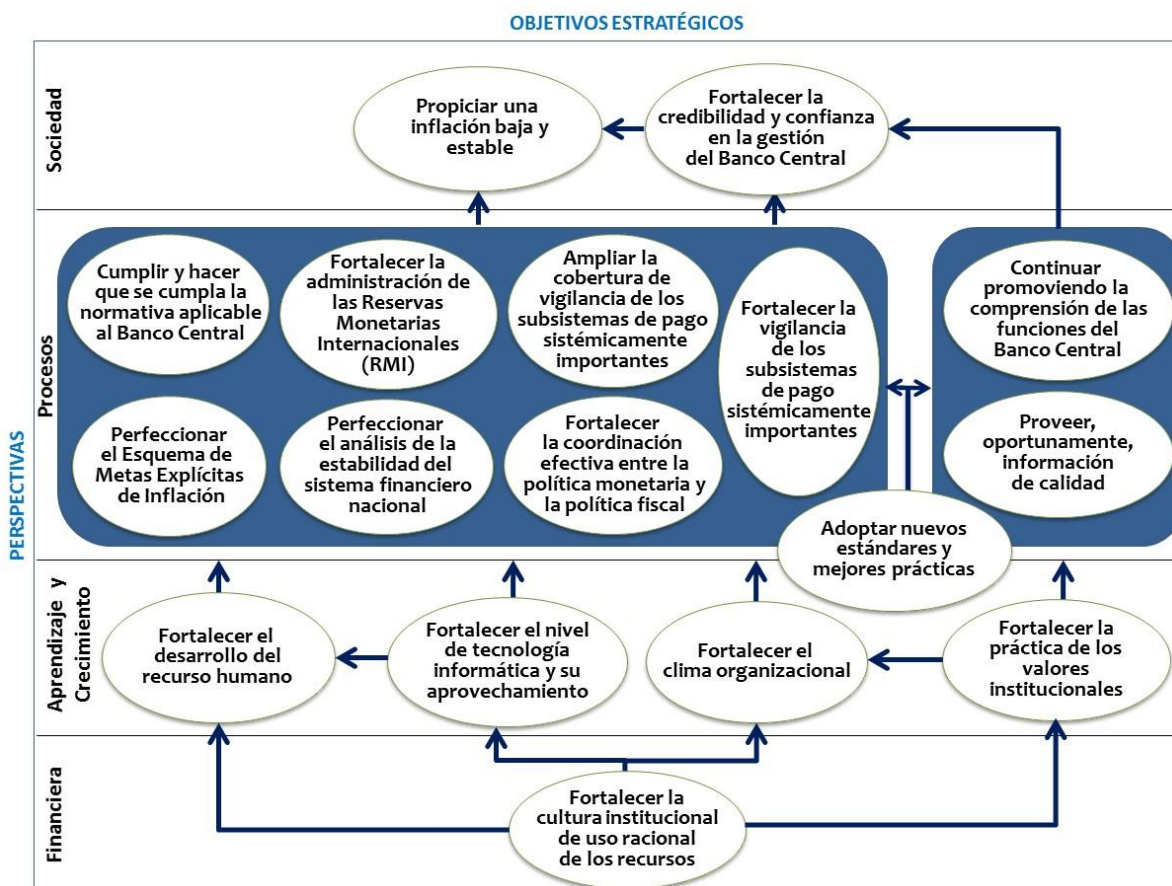 OBJETIVOS ESTRATÉGICOS
PERSPECTIVAS
Sociedad
Propiciar una
inflación baja y
estable
Fortalecer la
credibilidad y confianza
en la gestión
del Banco Central
Procesos
Cumplir y hacer
que se cumpla la
normativa aplicable
al Banco Central
Fortalecer la
administración de
las Reservas
Monetarias
Internacionales
(RMI)
Ampliar la
cobertura de
vigilancia de los
subsistemas de pago
sistémicamente
importantes
Fortalecer la
vigilancia
de los
subsistemas
de pago
sistémicamente
importantes
Continuar
promoviendo la
comprensión de las
funciones del
Banco Central
Perfeccionar
el Esquema de
Metas Explícitas
de Inflación
Perfeccionar
el análisis de la
estabilidad del
sistema financiero
nacional
Fortalecer
la coordinación
efectiva entre la
política monetaria y
la política fiscal
Proveer,
oportunamente,
información
de calidad
Adoptar nuevos
estándares y
mejores prácticas
Aprendizaje y
Crecimiento
Fortalecer el
desarrollo del
recurso humano
Fortalecer el nivel
de tecnología
informática y su
aprovechamiento
Fortalecer el
clima organizacional
Fortalecer la
práctica de los
valores
institucionales
Financiera
Fortalecer la
cultura institucional
de uso racional
de los recursos